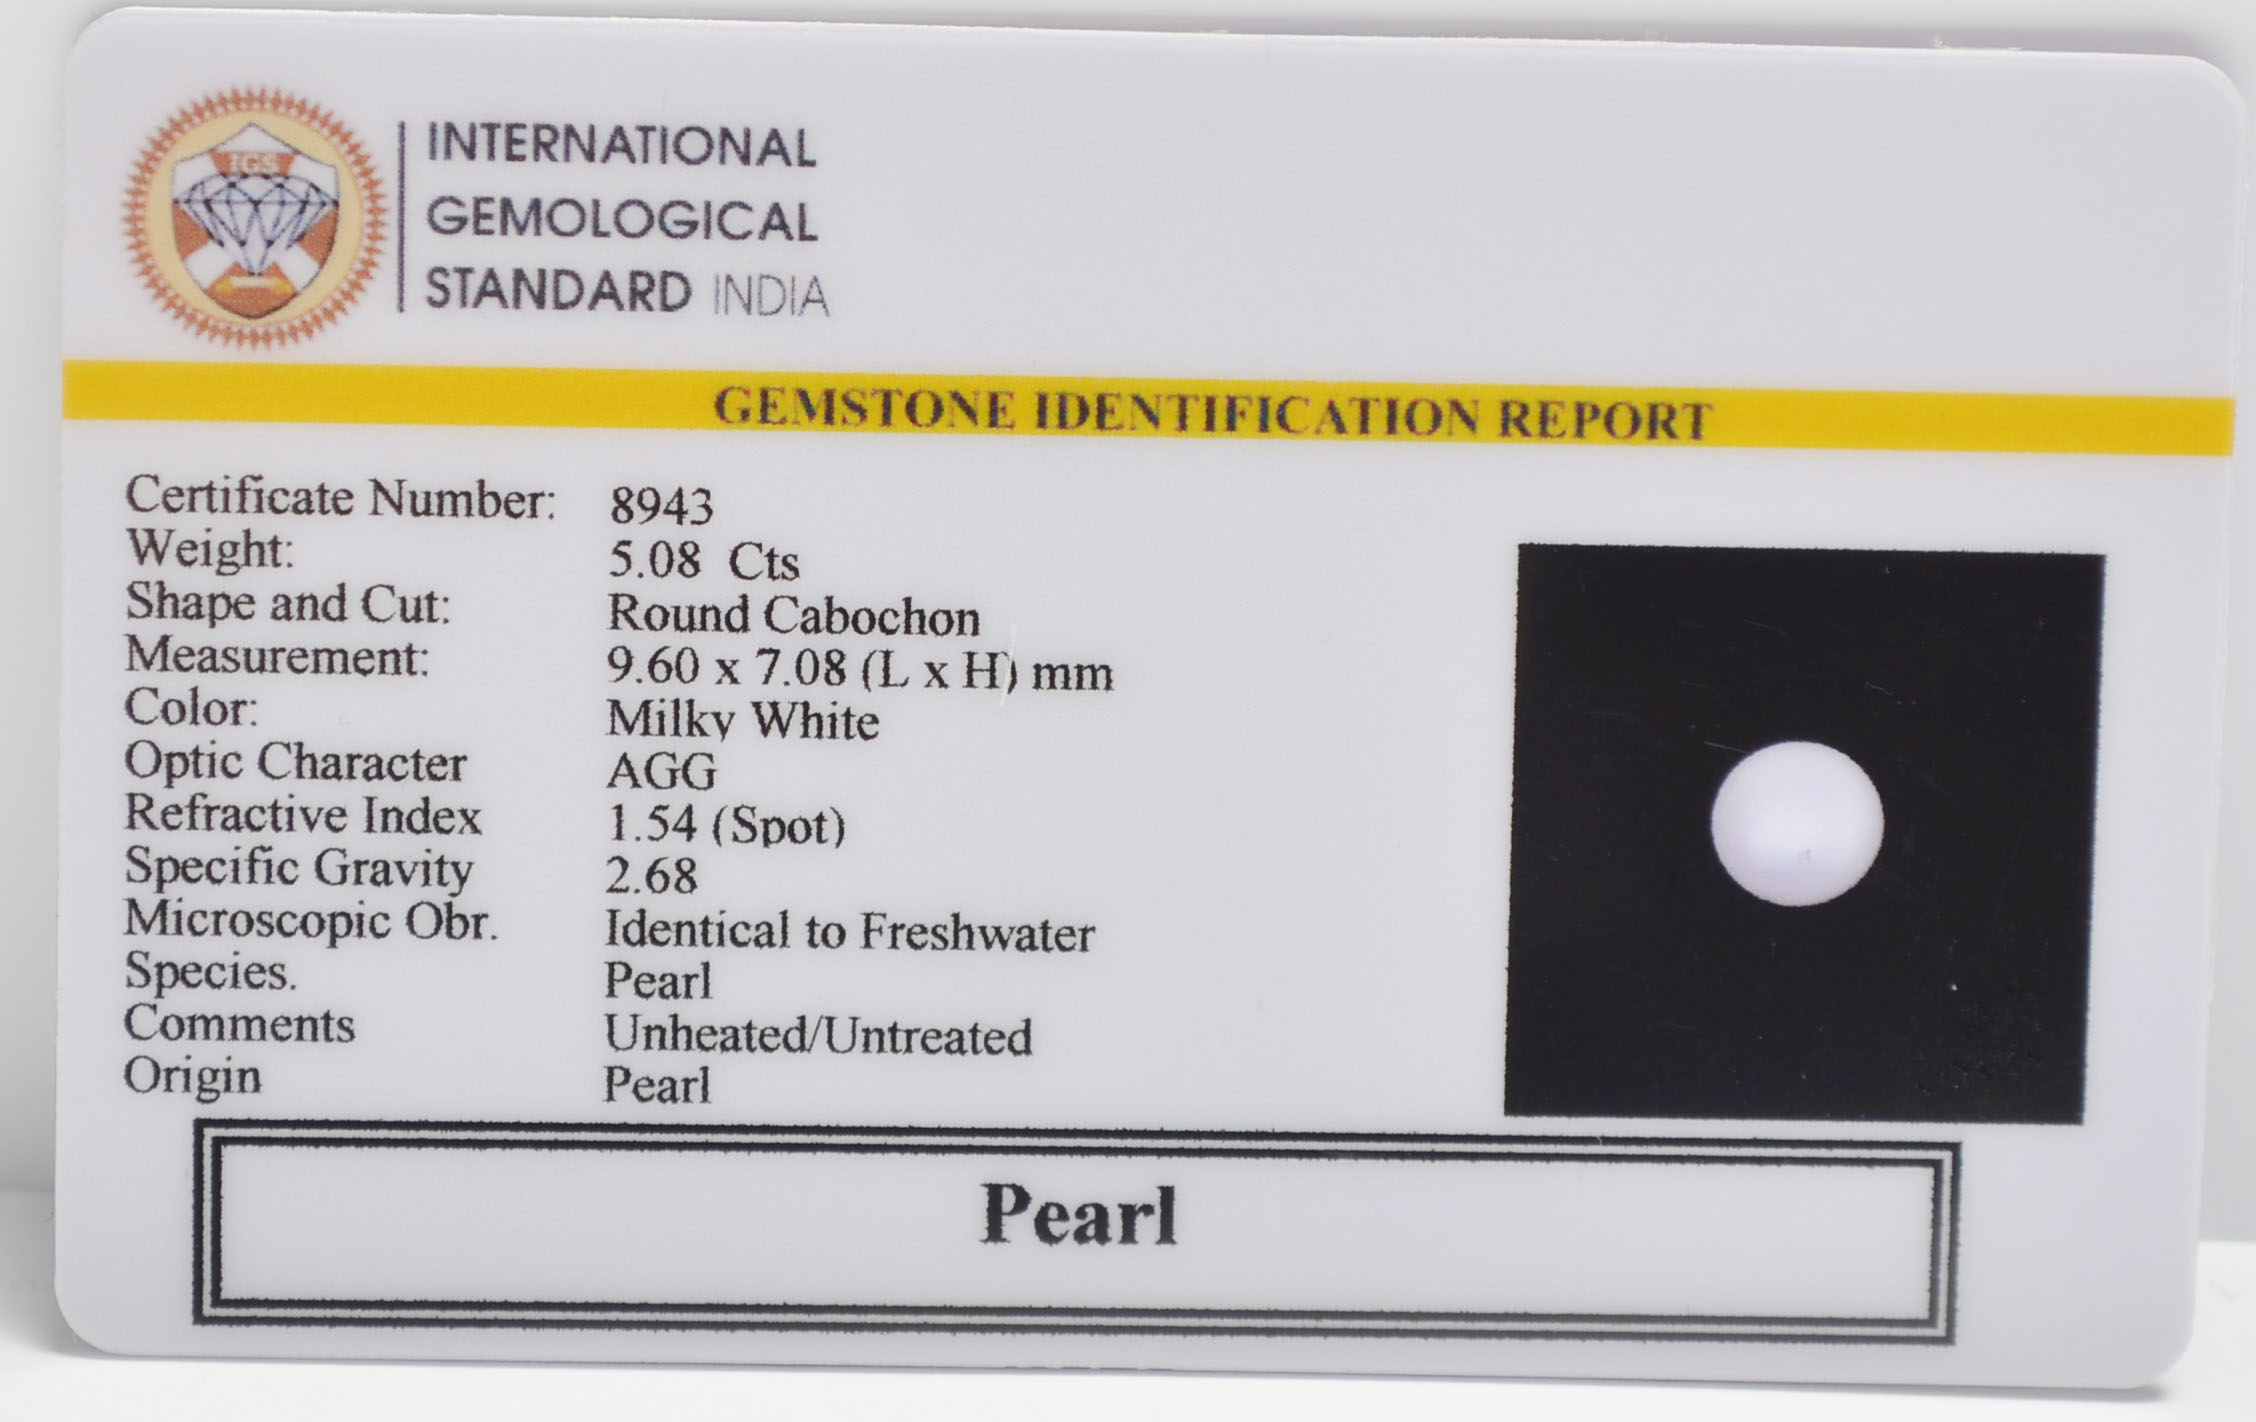 IGS
INTERNATIONAL
GEMOLOGICAL
STANDARD INDIA
GEMSTONE IDENTIFICATION REPORT
Certificate Number: 8943
Weight: 5.08 Cts
Shape and Cut: Round Cabochon
Measurement: 9.60 x 7.08 (L x H) mm
Color: Milky White
Optic Character AGG
Refractive Index 1.54 (Spot)
Specific Gravity 2.68
Microscopic Obr. Identical to Freshwater
Species. Pearl
Comments Unheated/Untreated
Origin Pearl
Pearl